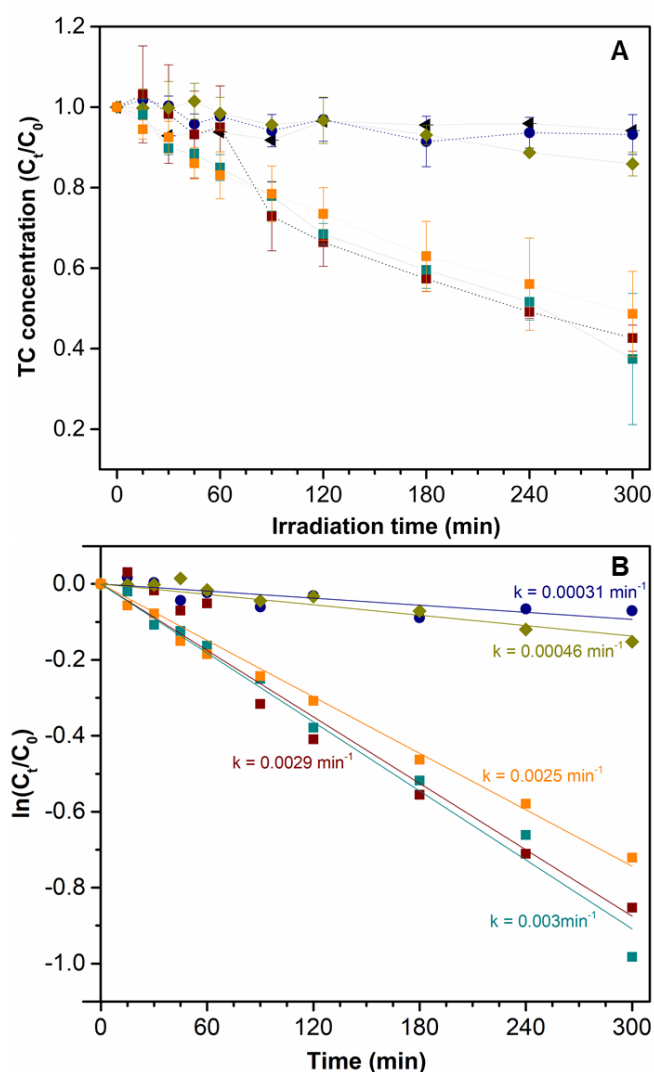 A
TC concentration (Cₜ/C₀)
1.2
1.0
0.8
0.6
0.4
0.2
0 60 120 180 240 300
Irradiation time (min)
B
ln(Cₜ/C₀)
0.0
-0.2
-0.4
-0.6
-0.8
-1.0
k = 0.00031 min⁻¹
k = 0.00046 min⁻¹
k = 0.0029 min⁻¹
k = 0.0025 min⁻¹
k = 0.003min⁻¹
0 60 120 180 240 300
Time (min)